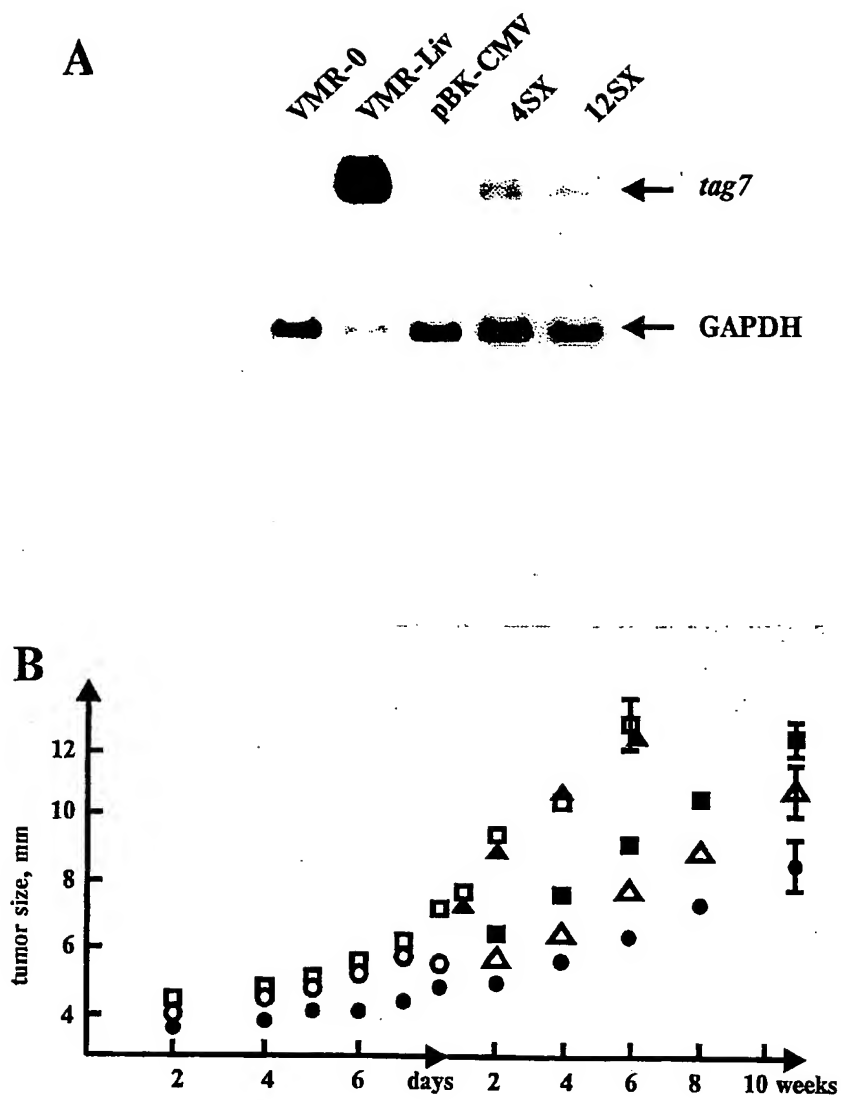 A
VMR-0 VMR-Liv pBK-CMV 4SX 12SX
tag7
GAPDH
B
tumor size, mm
12
10
8
6
4
2 4 6 days 2 4 6 8 10 weeks